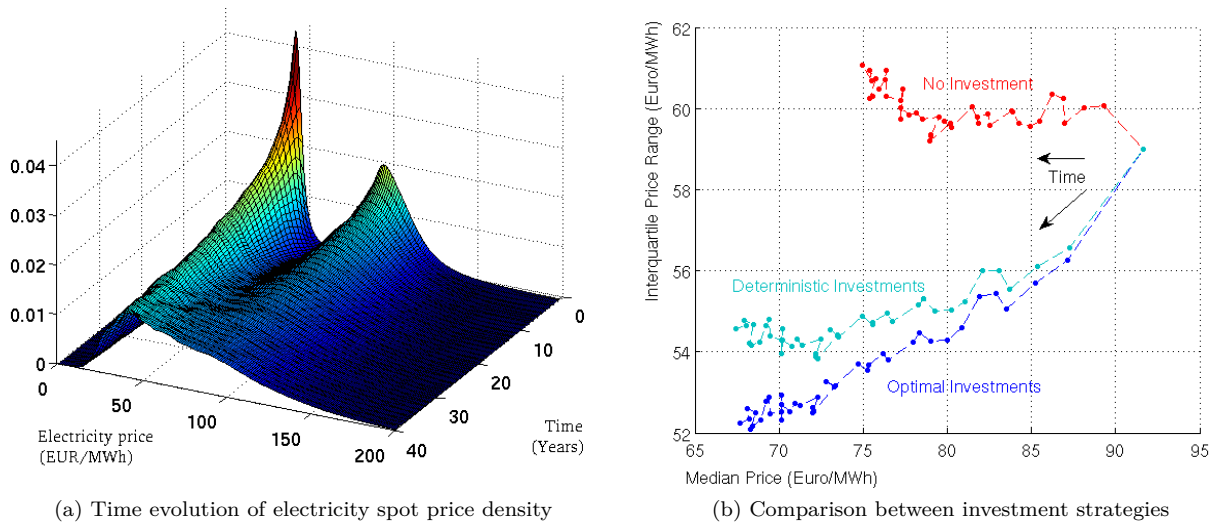 0.04
0.03
0.02
0.01
0
0
50
100
150
200
Electricity price
(EUR/MWh)
0
10
20
30
40
Time
(Years)
(a) Time evolution of electricity spot price density
62
60
58
56
54
52
Interquartile Price Range (Euro/MWh)
No Investment
Time
Deterministic Investments
Optimal Investments
65
70
75
80
85
90
95
Median Price (Euro/MWh)
(b) Comparison between investment strategies